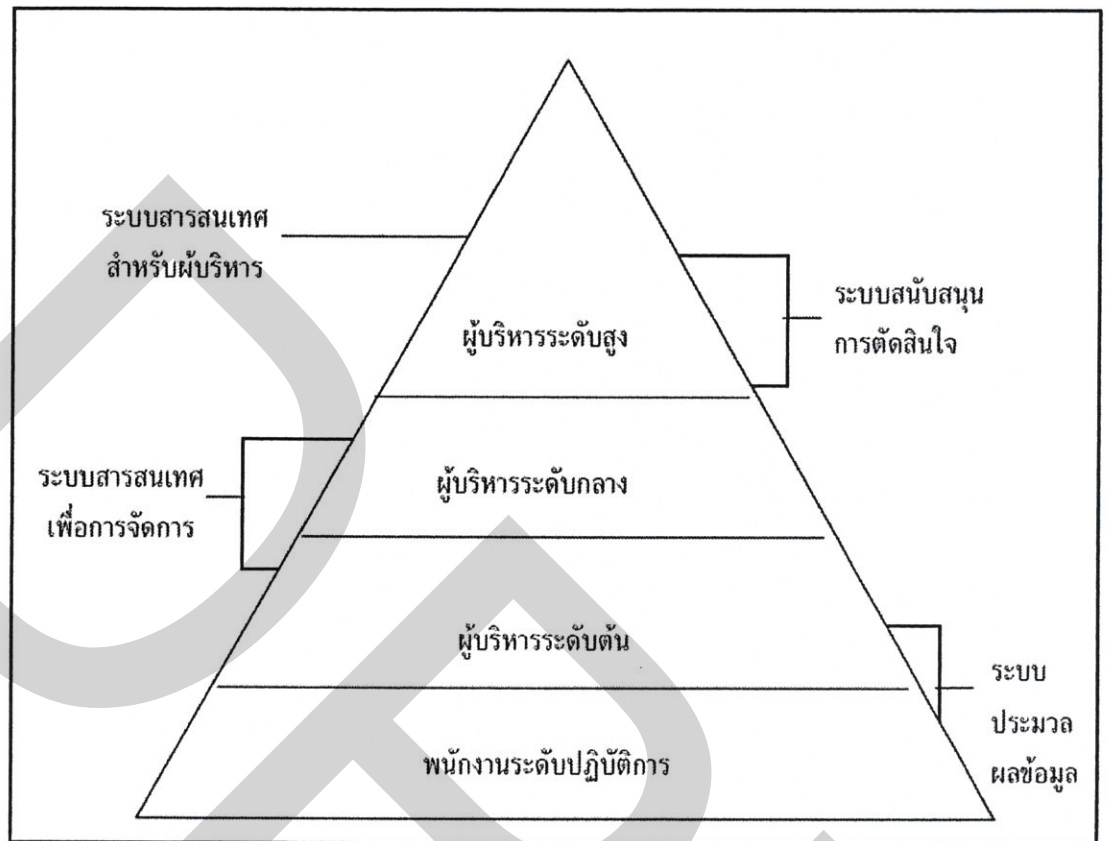 ระบบสารสนเทศ
สำหรับผู้บริหาร
ระบบสนับสนุน
การตัดสินใจ
ผู้บริหารระดับสูง
ระบบสารสนเทศ
เพื่อการจัดการ
ผู้บริหารระดับกลาง
ผู้บริหารระดับต้น
ระบบ
ประมวล
ผลข้อมูล
พนักงานระดับปฏิบัติการ